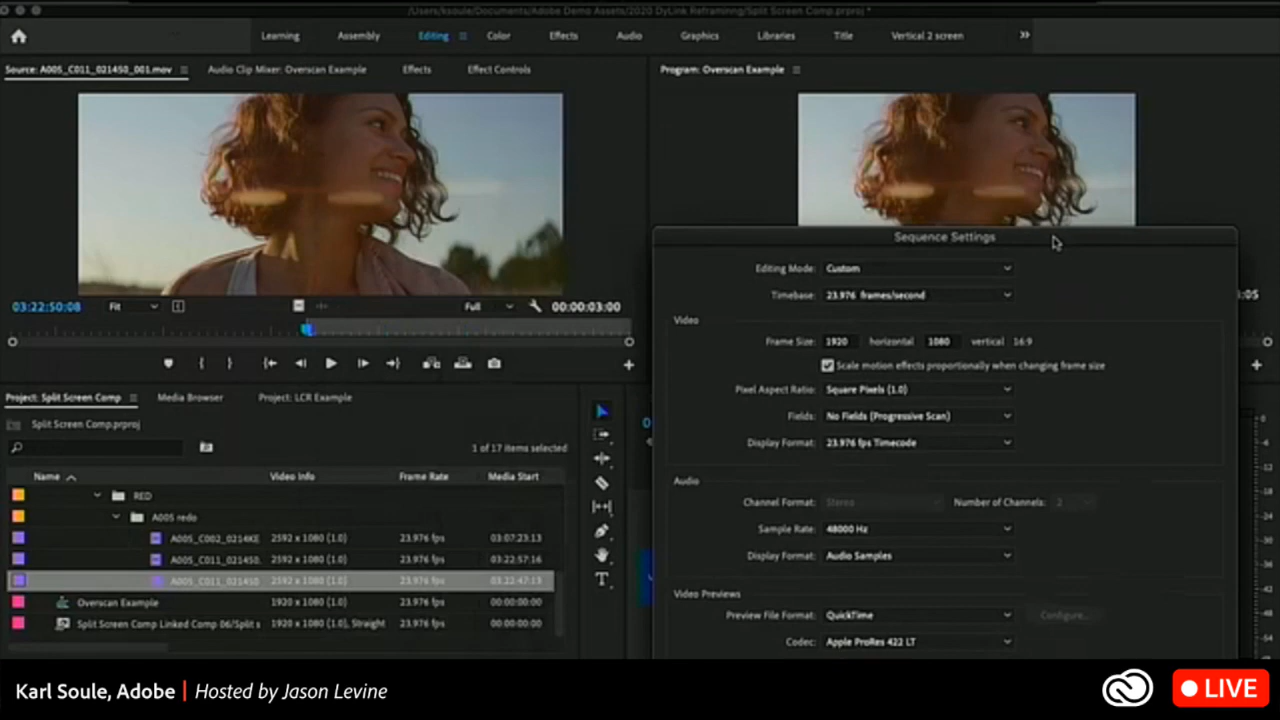 /Users/ksoule/Documents/Adobe Demo Assets/2020 DyLink Reframinng/Split Screen Comp.prproj *
Learning Assembly Editing Color Effects Audio Graphics Libraries Title Vertical 2 screen
Source: A005_C011_021450_001.mov Audio Clip Mixer: Overscan Example Effects Effect Controls
Program: Overscan Example
Sequence Settings
Editing Mode: Custom
Timebase: 23.976 frames/second
Video
Frame Size: 1920 horizontal 1080 vertical 16:9
Scale motion effects proportionally when changing frame size
Pixel Aspect Ratio: Square Pixels (1.0)
Fields: No Fields (Progressive Scan)
Display Format: 23.976 fps Timecode
Audio
Channel Format: Stereo Number of Channels: 2
Sample Rate: 48000 Hz
Display Format: Audio Samples
Video Previews
Preview File Format: QuickTime Configure...
Codec: Apple ProRes 422 LT
03:22:50:08 Fit Full 00:00:03:00
Project: Split Screen Comp Media Browser Project: LCR Example
Split Screen Comp.prproj
1 of 17 items selected
Name Video Info Frame Rate Media Start
RED
A005 redo
A005_C002_0214KE 2592 x 1080 (1.0) 23.976 fps 03:07:23:13
A005_C011_021450. 2592 x 1080 (1.0) 23.976 fps 03:22:57:16
A005_C011_021450 2592 x 1080 (1.0) 23.976 fps 03:22:47:13
Overscan Example 1920 x 1080 (1.0) 23.976 fps 00:00:00:00
Split Screen Comp Linked Comp 06/Split s 1920 x 1080 (1.0), Straight 23.976 fps 00:00:00:00
Karl Soule, Adobe | Hosted by Jason Levine
LIVE